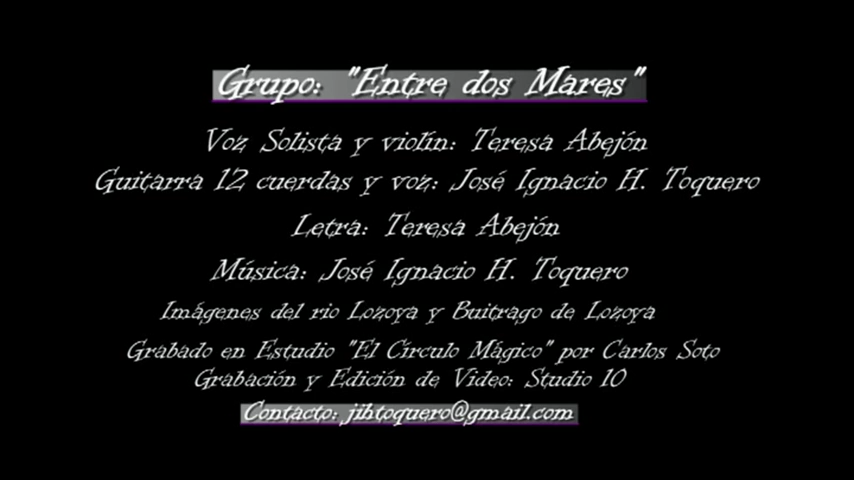 Grupo: "Entre dos Mares"
Voz Solista y violín: Teresa Abejón
Guitarra 12 cuerdas y voz: José Ignacio H. Toquero
Letra: Teresa Abejón
Música: José Ignacio H. Toquero
Imágenes del rio Lozoya y Buitrago de Lozoya
Grabado en Estudio "El Círculo Mágico" por Carlos Soto
Grabación y Edición de Video: Studio 10
Contacto: jihtoquero@gmail.com